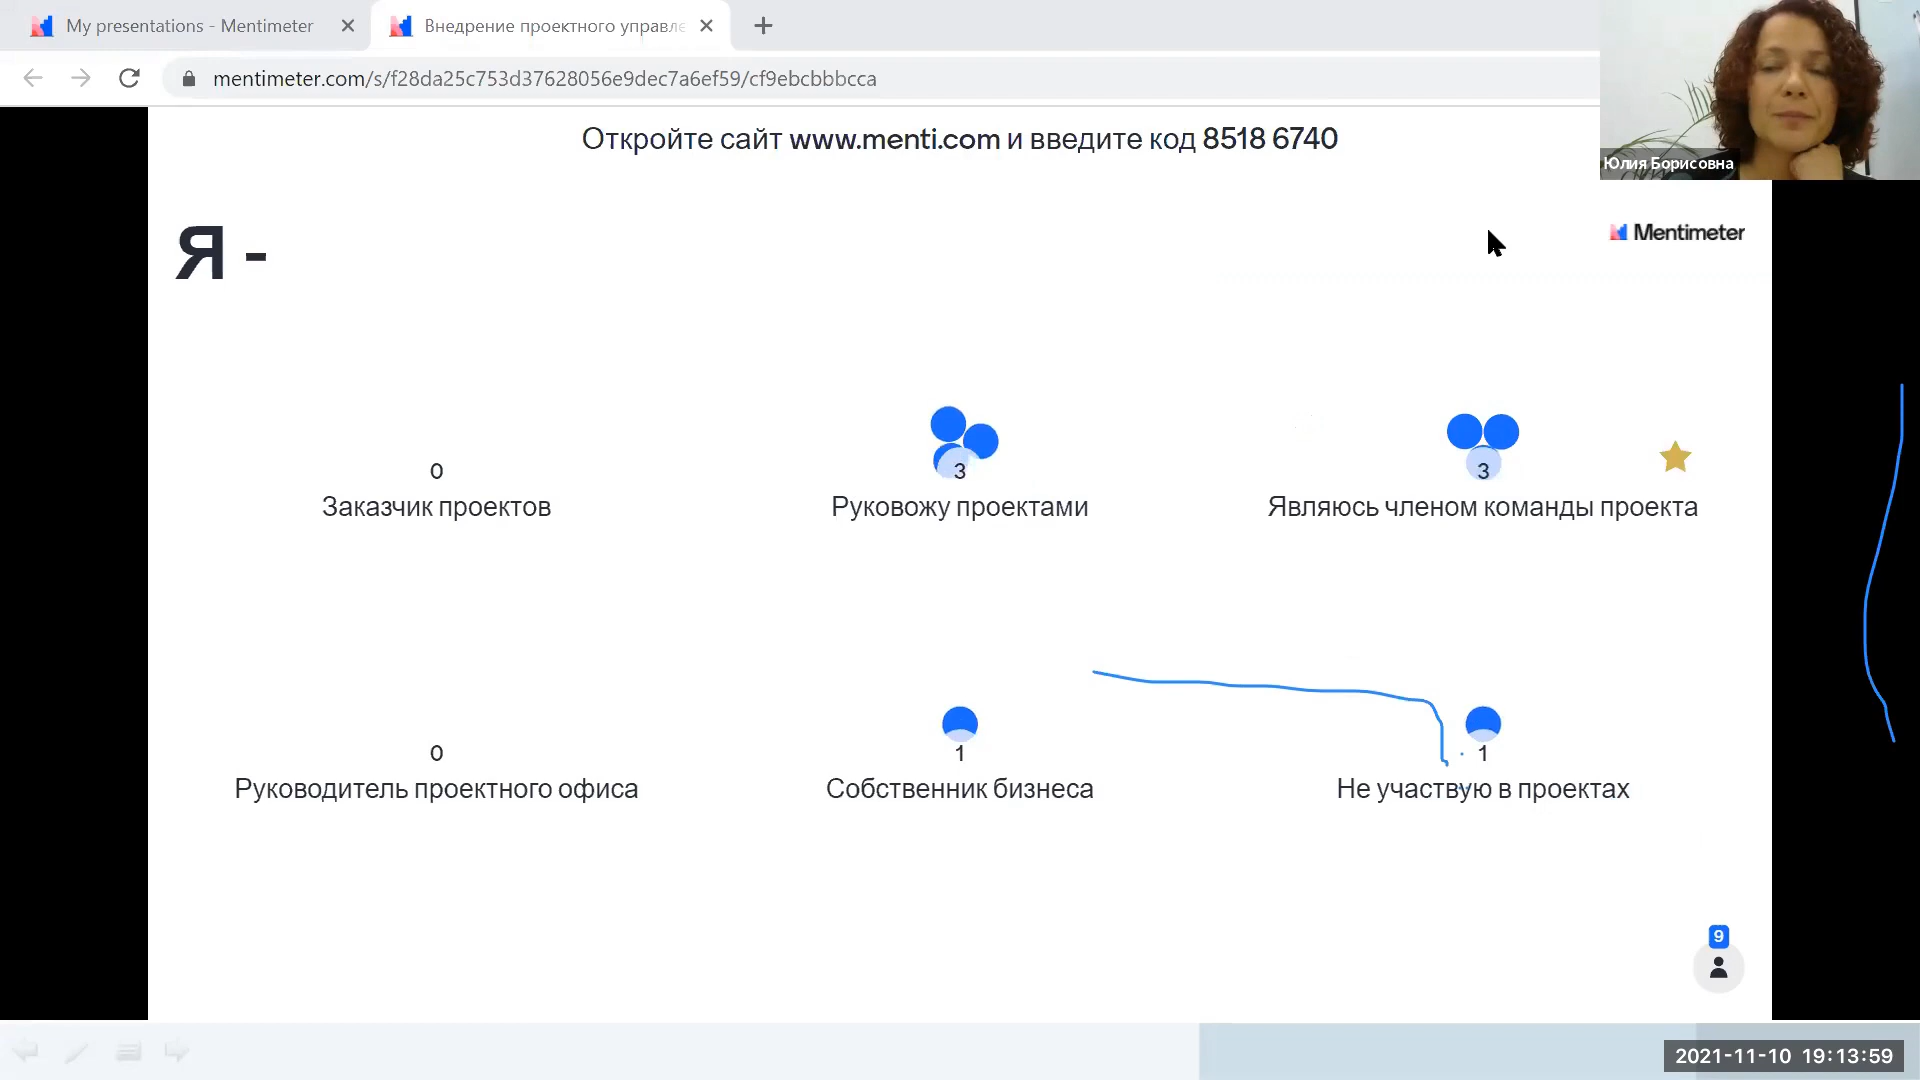 My presentations - Mentimeter
Внедрение проектного управле
mentimeter.com/s/f28da25c753d37628056e9dec7a6ef59/cf9ebcbbbcca
Откройте сайт www.menti.com и введите код 8518 6740
Юлия Борисовна
Я -
Mentimeter
0
Заказчик проектов
3
Руковожу проектами
3
Являюсь членом команды проекта
0
Руководитель проектного офиса
1
Собственник бизнеса
1
Не участвую в проектах
9
2021-11-10 19:13:59